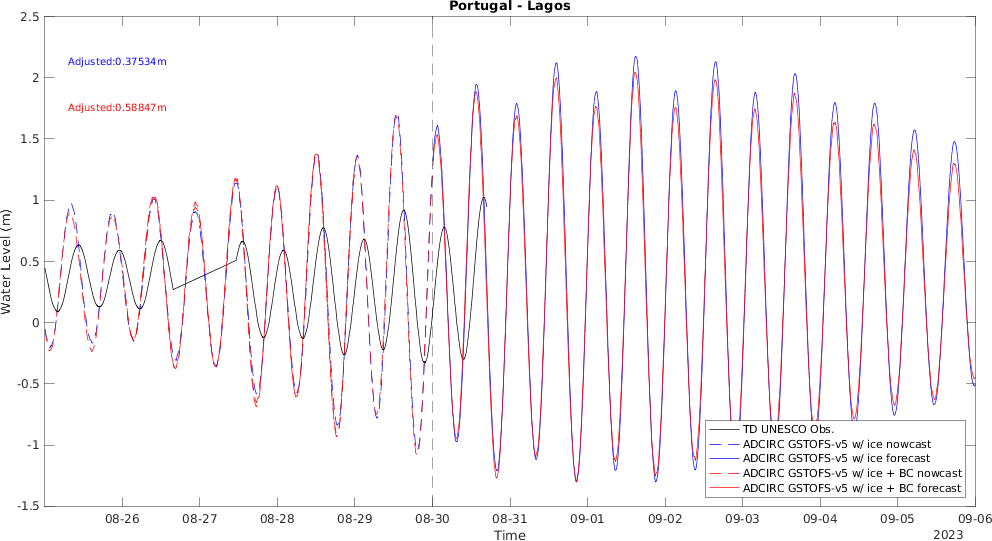 Portugal - Lagos
2.5
2
1.5
1
0.5
0
-0.5
-1
-1.5
Water Level (m)
Adjusted:0.37534m
Adjusted:0.58847m
TD UNESCO Obs.
ADCIRC GSTOFS-v5 w/ ice nowcast
ADCIRC GSTOFS-v5 w/ ice forecast
ADCIRC GSTOFS-v5 w/ ice + BC nowcast
ADCIRC GSTOFS-v5 w/ ice + BC forecast
08-26 08-27 08-28 08-29 08-30 08-31 09-01 09-02 09-03 09-04 09-05 09-06
Time
2023